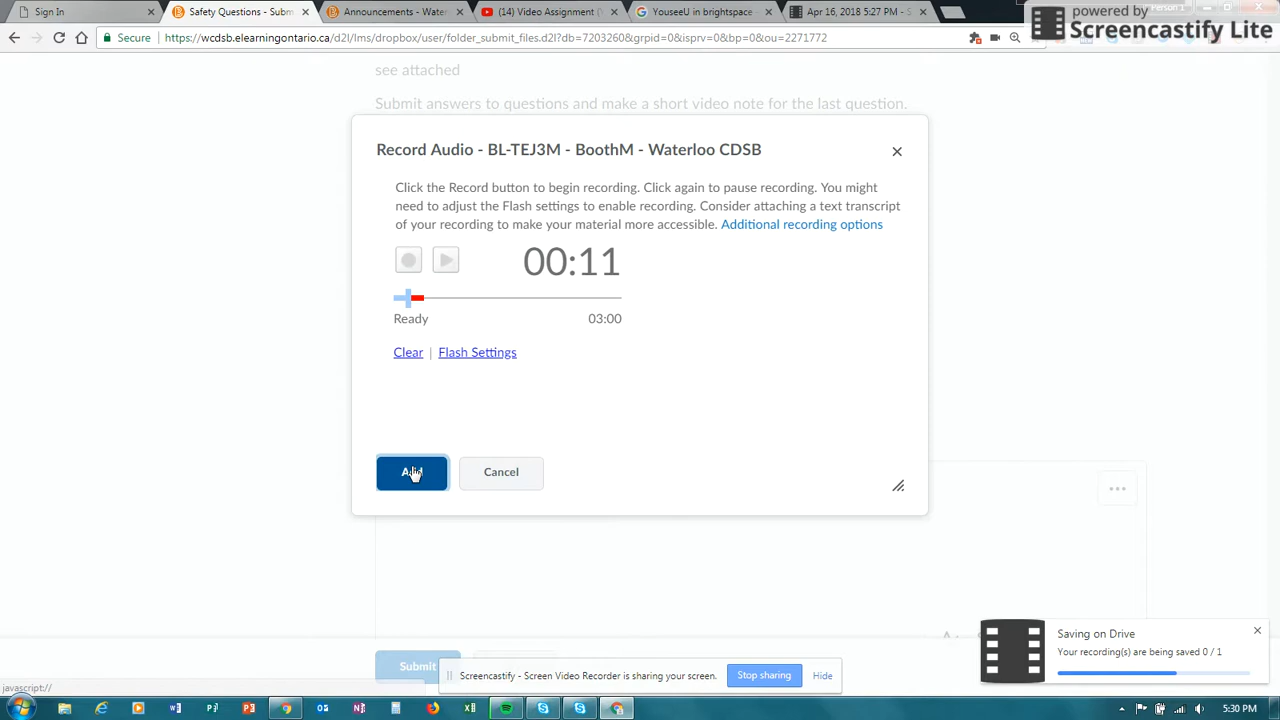 Sign In
Safety Questions - Subm
Announcements - Wate
(14) Video Assignment (
YouseeU in brightspace
Apr 16, 2018 5:27 PM - S
Person 1
powered by
Screencastify Lite
Secure
https://wcdsb.elearningontario.ca
_files.d2l?db=7203260&grpid=0&isprv=0&bp=0&ou=2271772
see attached
Submit answers to questions and make a short video note for the last question.
Record Audio - BL-TEJ3M - BoothM - Waterloo CDSB
Click the Record button to begin recording. Click again to pause recording. You might
need to adjust the Flash settings to enable recording. Consider attaching a text transcript
of your recording to make your material more accessible. Additional recording options
00:11
Ready
03:00
Clear | Flash Settings
Add
Cancel
Saving on Drive
Your recording(s) are being saved 0 / 1
Submit
Screencastify - Screen Video Recorder is sharing your screen.
Stop sharing
Hide
javascript://
5:30 PM